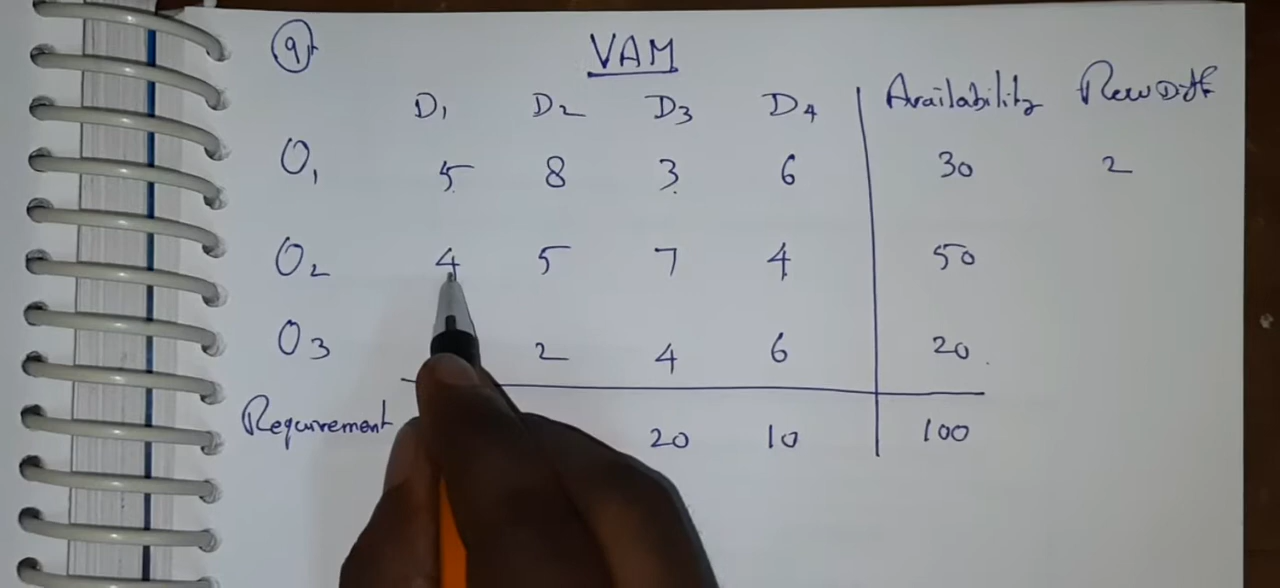 9) VAM
D1 D2 D3 D4 Availability Row Diff
O1 5 8 3 6 30 2
O2 4 5 7 4 50
O3 2 4 6 20
Requirement 20 10 100